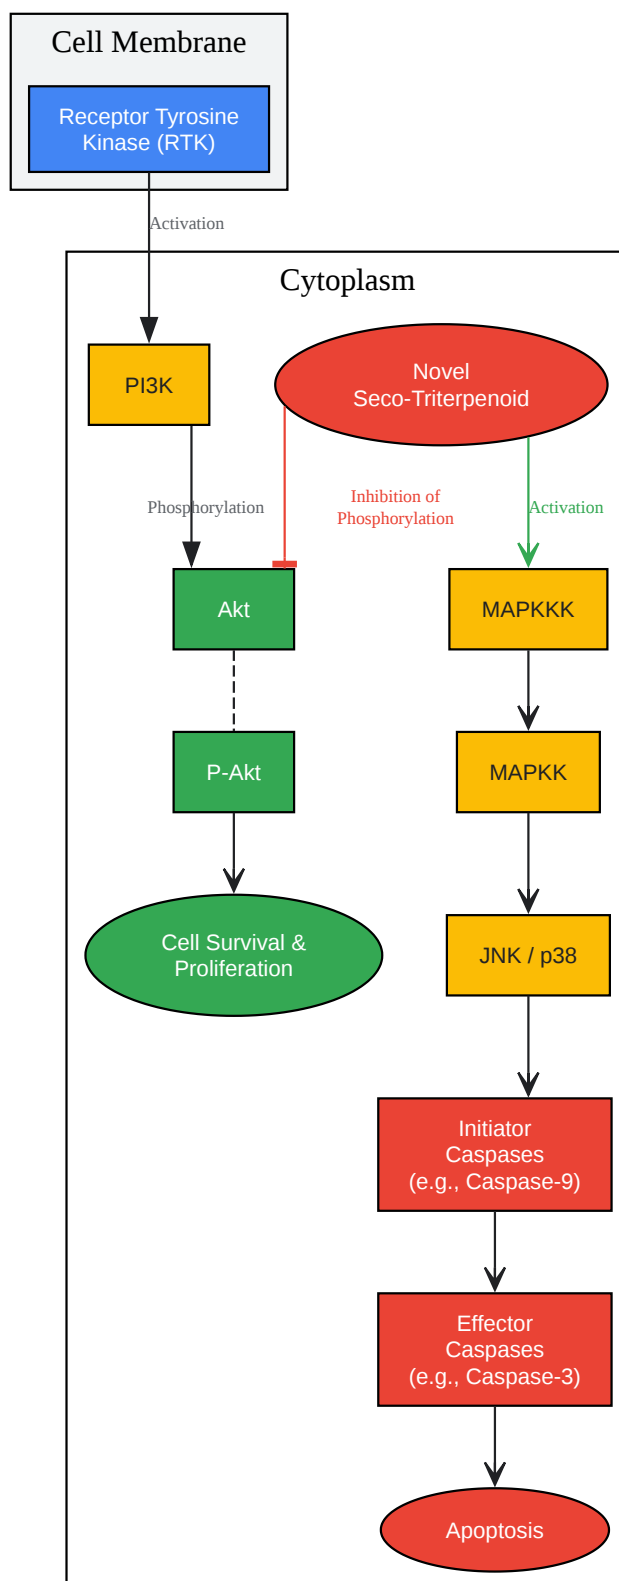 Cell Membrane
Receptor Tyrosine
Kinase (RTK)
Activation
Cytoplasm
PI3K
Novel
Seco-Triterpenoid
Phosphorylation
Inhibition of
Phosphorylation
Activation
Akt
MAPKKK
P-Akt
MAPKK
Cell Survival &
Proliferation
JNK / p38
Initiator
Caspases
(e.g., Caspase-9)
Effector
Caspases
(e.g., Caspase-3)
Apoptosis